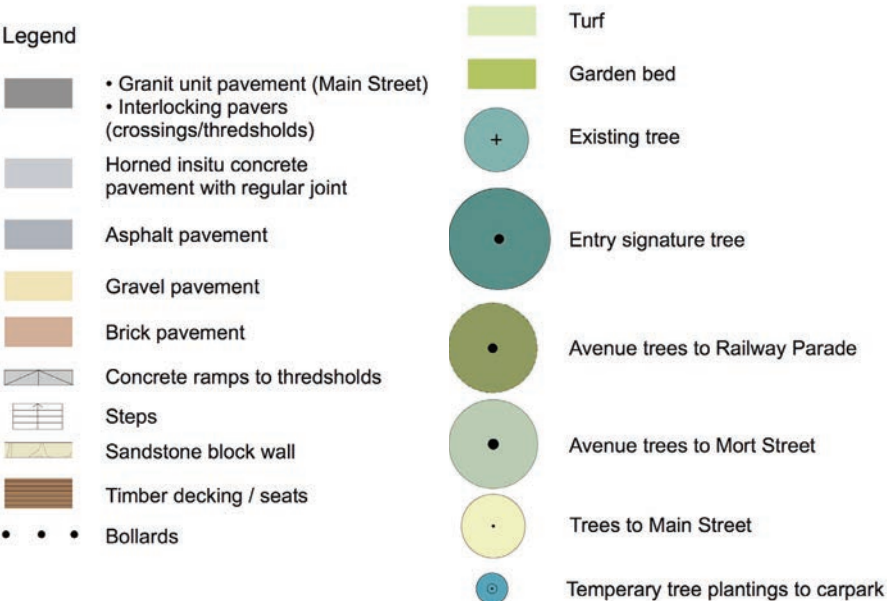 Legend
• Granit unit pavement (Main Street)
• Interlocking pavers
(crossings/thredsholds)
Horned insitu concrete
pavement with regular joint
Asphalt pavement
Gravel pavement
Brick pavement
Concrete ramps to thredsholds
Steps
Sandstone block wall
Timber decking / seats
Bollards
Turf
Garden bed
Existing tree
Entry signature tree
Avenue trees to Railway Parade
Avenue trees to Mort Street
Trees to Main Street
Temperary tree plantings to carpark